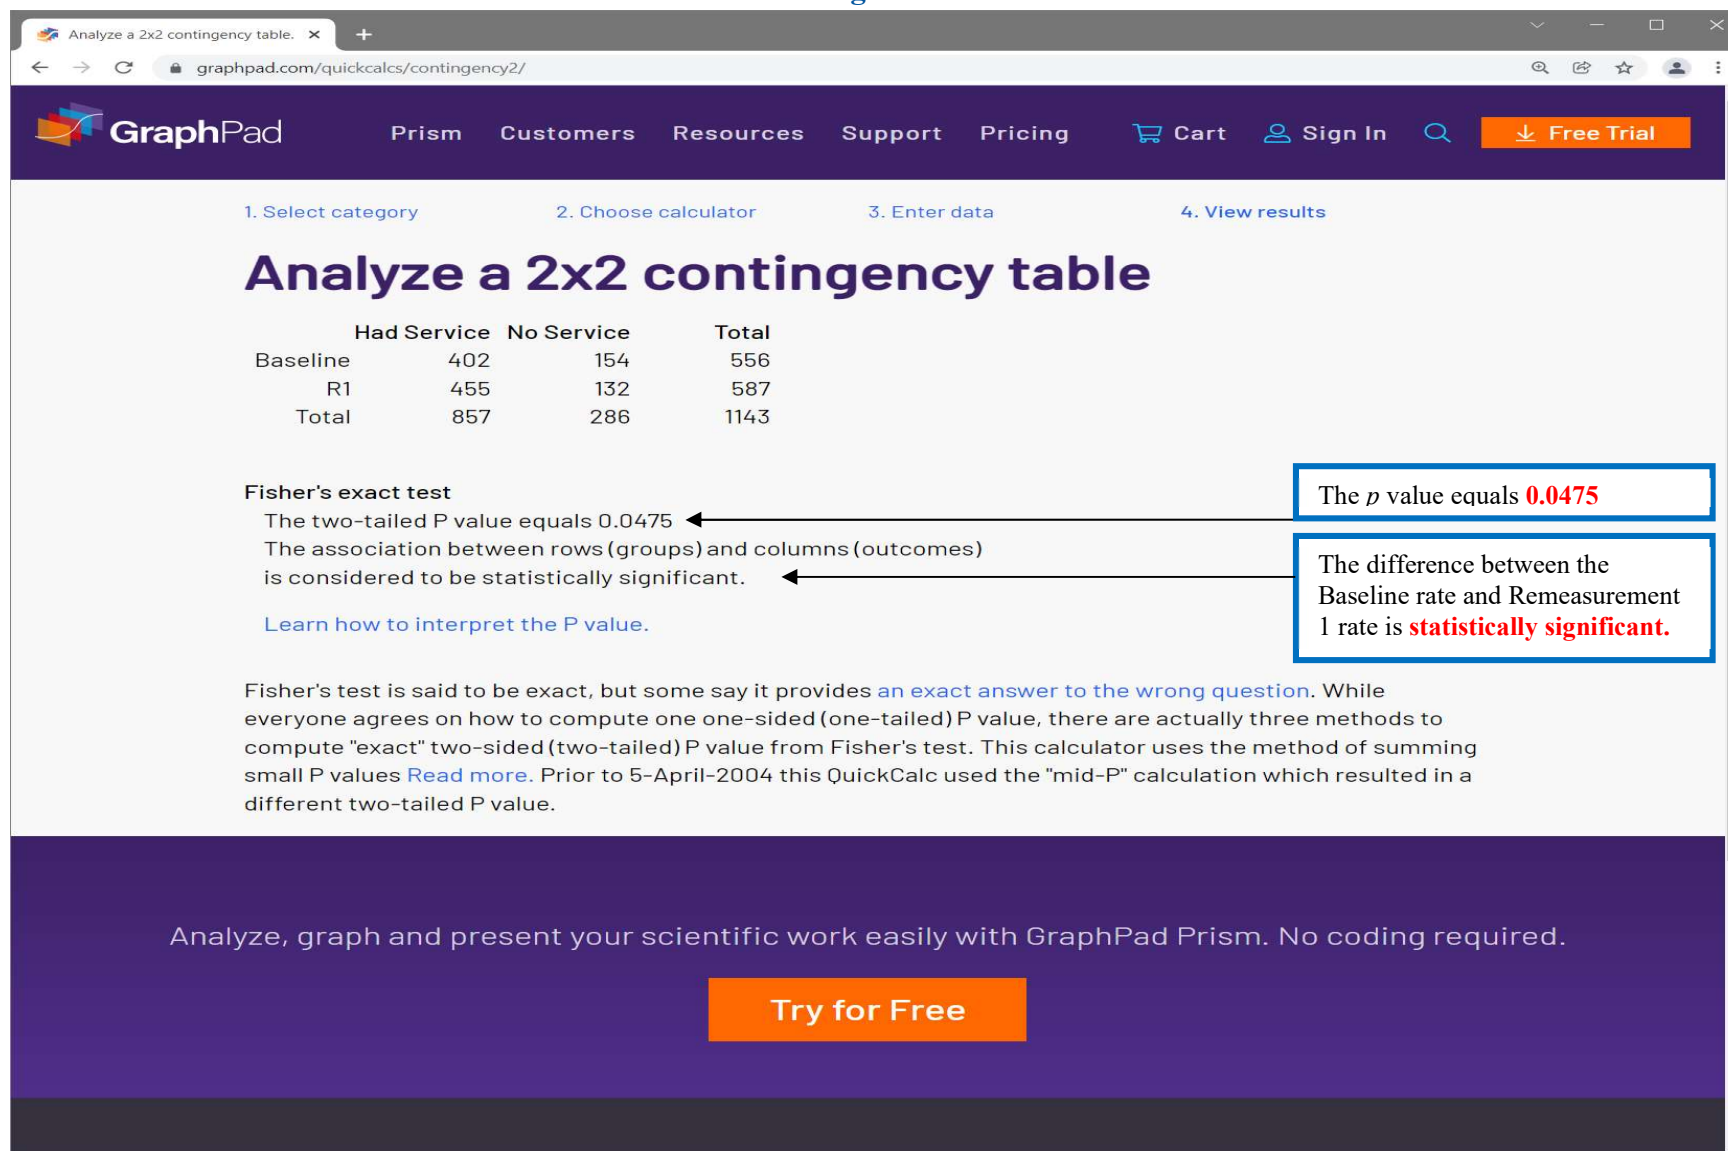 Analyze a 2x2 contingency table.
graphpad.com/quickcalcs/contingency2/
GraphPad Prism Customers Resources Support Pricing Cart Sign In Free Trial
1. Select category 2. Choose calculator 3. Enter data 4. View results
Analyze a 2x2 contingency table
Had Service No Service Total
Baseline 402 154 556
R1 455 132 587
Total 857 286 1143
Fisher's exact test
The two-tailed P value equals 0.0475
The association between rows (groups) and columns (outcomes)
is considered to be statistically significant.
Learn how to interpret the P value.
The p value equals 0.0475
The difference between the
Baseline rate and Remeasurement
1 rate is statistically significant.
Fisher's test is said to be exact, but some say it provides an exact answer to the wrong question. While
everyone agrees on how to compute one one-sided (one-tailed) P value, there are actually three methods to
compute "exact" two-sided (two-tailed) P value from Fisher's test. This calculator uses the method of summing
small P values Read more. Prior to 5-April-2004 this QuickCalc used the "mid-P" calculation which resulted in a
different two-tailed P value.
Analyze, graph and present your scientific work easily with GraphPad Prism. No coding required.
Try for Free